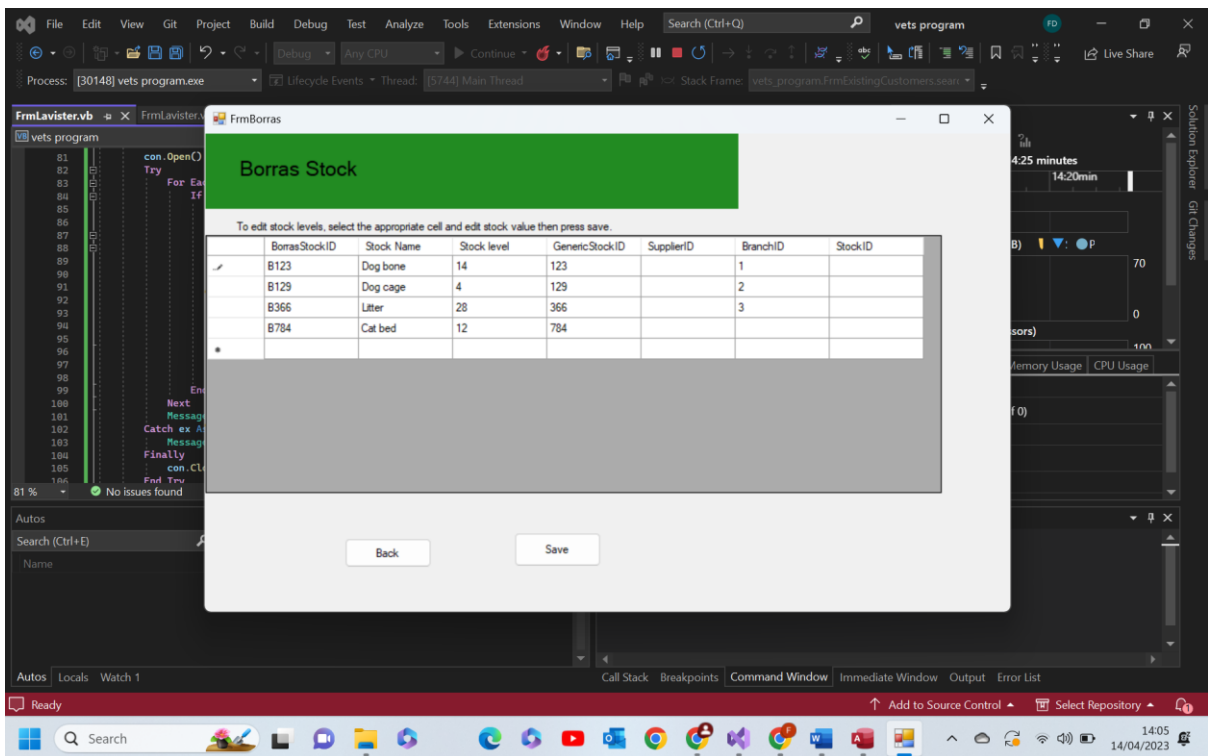 File Edit View Git Project Build Debug Test Analyze Tools Extensions Window Help Search (Ctrl+Q) vets program FD
Debug Any CPU Continue Live Share
Process: [30148] vets program.exe Lifecycle Events Thread: [5744] Main Thread Stack Frame: vets_program.FrmExistingCustomers.searc
FrmLavister.vb FrmLavister.v
vets program
81 con.Open()
82 Try
83 For Eac
84 If
85
86
87
88
89
90
91
92
93
94
95
96
97
98
99 End
100 Next
101 Message
102 Catch ex As
103 Message
104 Finally
105 con.Clo
106 End Try
81 % No issues found
FrmBorras
Borras Stock
To edit stock levels, select the appropriate cell and edit stock value then press save.
BorrasStockID Stock Name Stock level GenericStockID SupplierID BranchID StockID
B123 Dog bone 14 123 1
B129 Dog cage 4 129 2
B366 Litter 28 366 3
B784 Cat bed 12 784
Back Save
4:25 minutes
14:20min
B) P
70
0
sors)
100
Memory Usage CPU Usage
f 0)
Solution Explorer
Git Changes
Autos
Search (Ctrl+E)
Name
Autos Locals Watch 1
Call Stack Breakpoints Command Window Immediate Window Output Error List
Ready Add to Source Control Select Repository
Search
14:05
14/04/2023